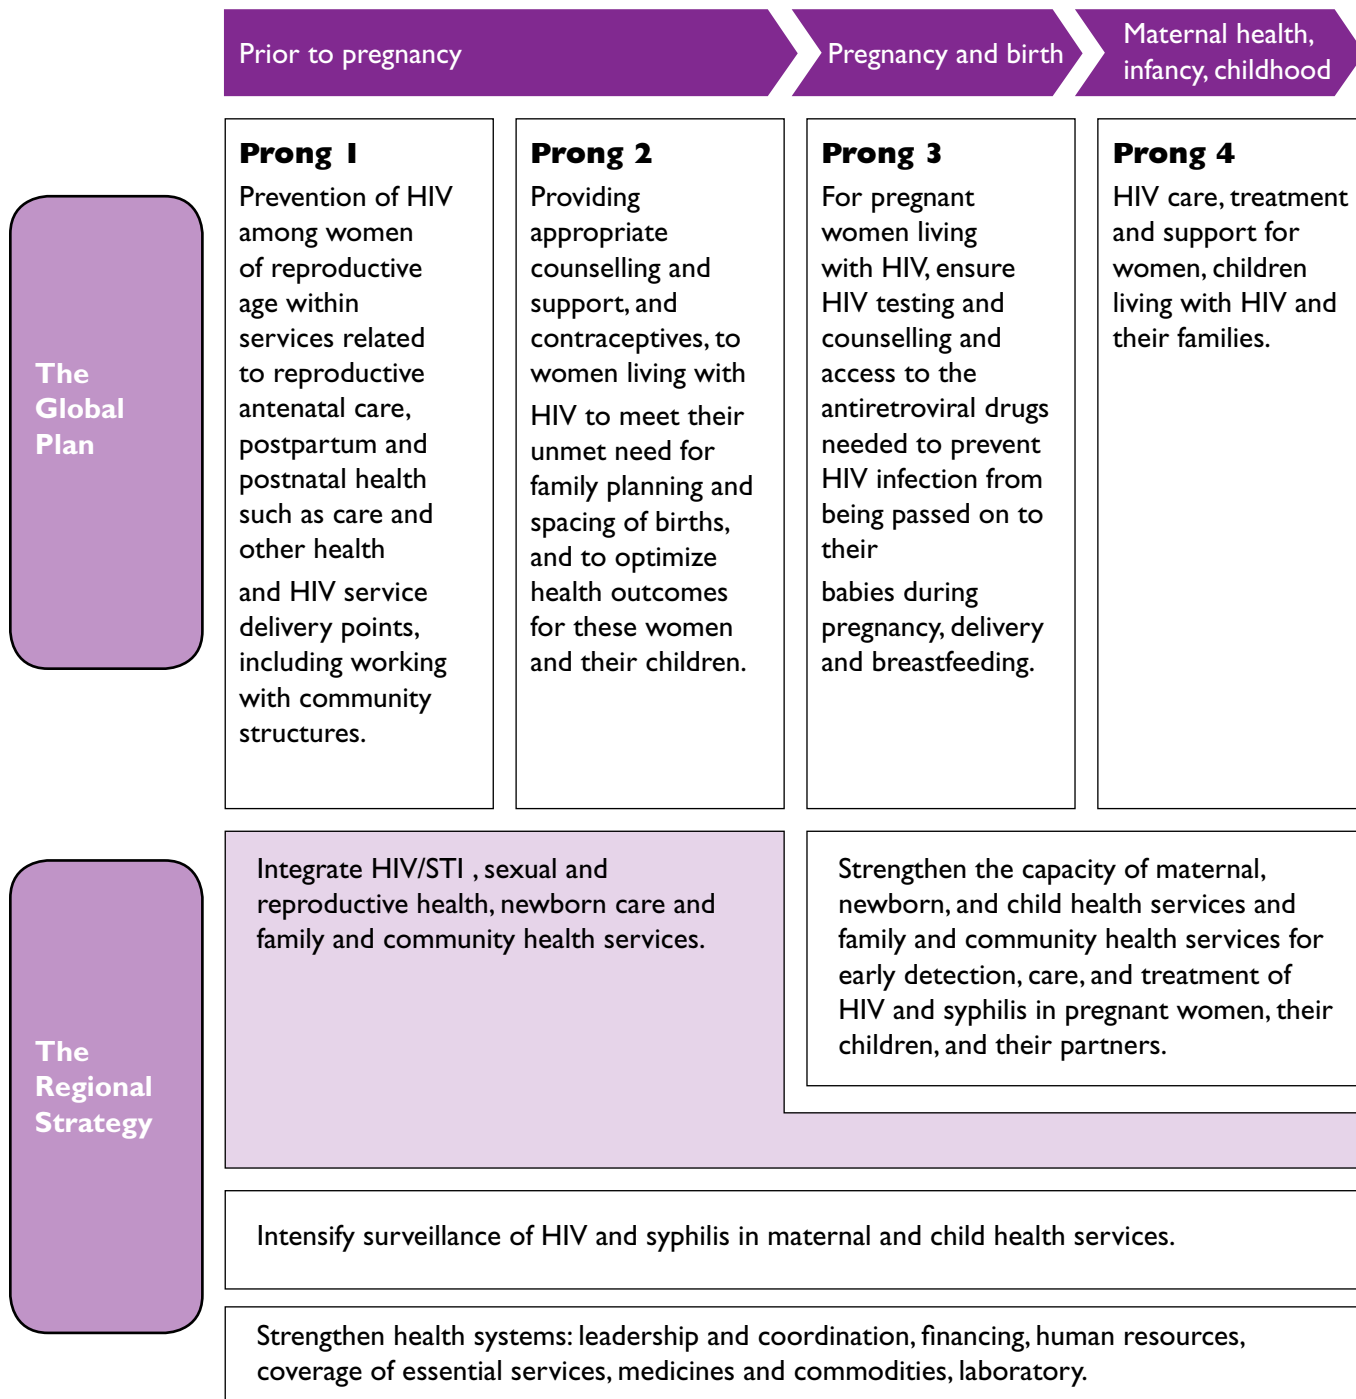 Prior to pregnancy
Pregnancy and birth
Maternal health,
infancy, childhood
The
Global
Plan
Prong 1
Prevention of HIV
among women
of reproductive
age within
services related
to reproductive
antenatal care,
postpartum and
postnatal health
such as care and
other health
and HIV service
delivery points,
including working
with community
structures.
Prong 2
Providing
appropriate
counselling and
support, and
contraceptives, to
women living with
HIV to meet their
unmet need for
family planning and
spacing of births,
and to optimize
health outcomes
for these women
and their children.
Prong 3
For pregnant
women living
with HIV, ensure
HIV testing and
counselling and
access to the
antiretroviral drugs
needed to prevent
HIV infection from
being passed on to
their
babies during
pregnancy, delivery
and breastfeeding.
Prong 4
HIV care, treatment
and support for
women, children
living with HIV and
their families.
The
Regional
Strategy
Integrate HIV/STI , sexual and
reproductive health, newborn care and
family and community health services.
Strengthen the capacity of maternal,
newborn, and child health services and
family and community health services for
early detection, care, and treatment of
HIV and syphilis in pregnant women, their
children, and their partners.
Intensify surveillance of HIV and syphilis in maternal and child health services.
Strengthen health systems: leadership and coordination, financing, human resources,
coverage of essential services, medicines and commodities, laboratory.